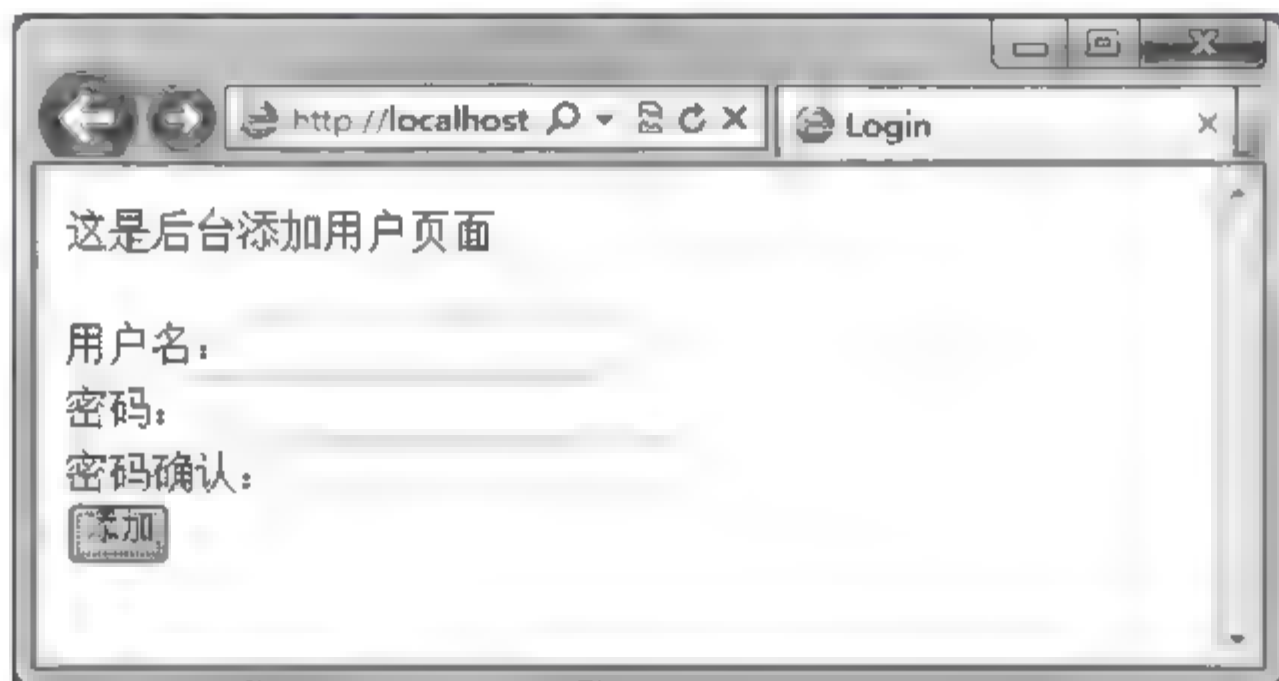 http://localhost
Login
这是后台添加用户页面
用户名：
密码：
密码确认：
添加